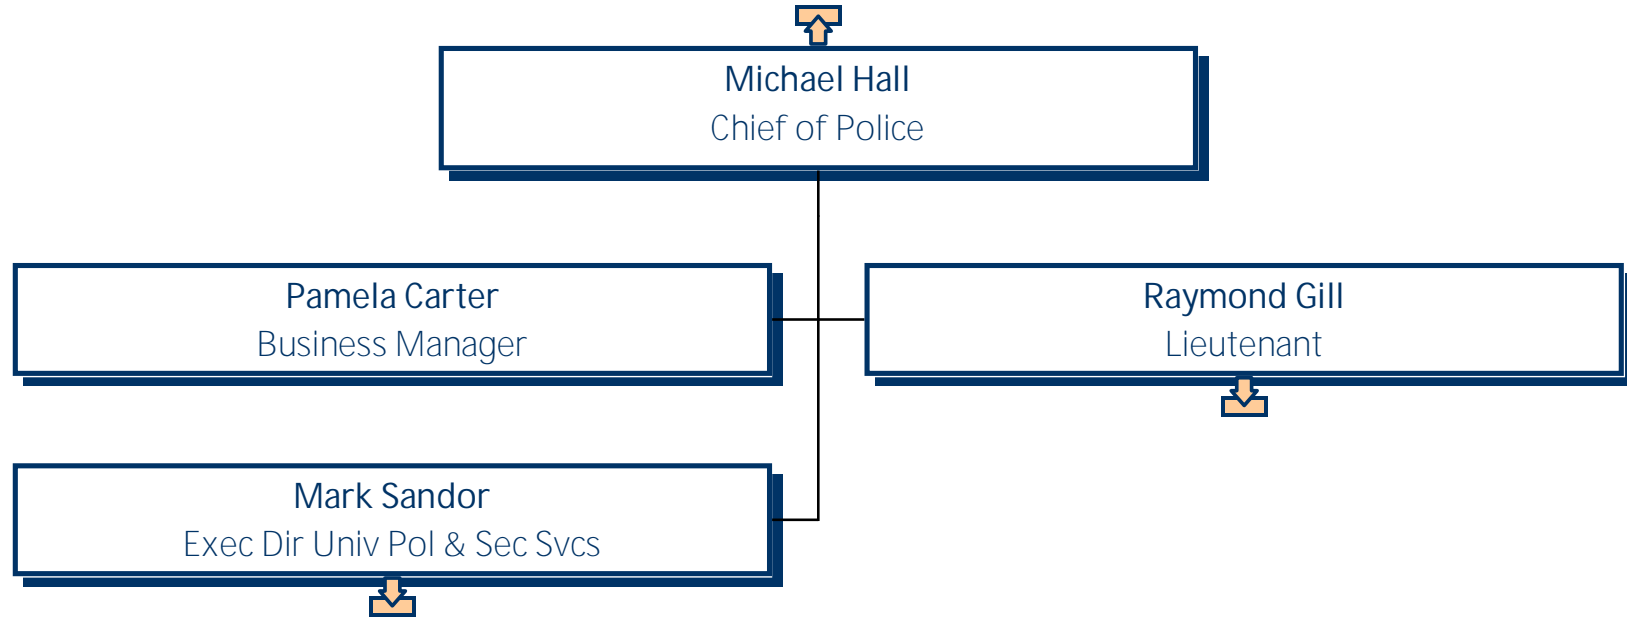 Michael Hall
Chief of Police
Pamela Carter
Business Manager
Raymond Gill
Lieutenant
Mark Sandor
Exec Dir Univ Pol & Sec Svcs